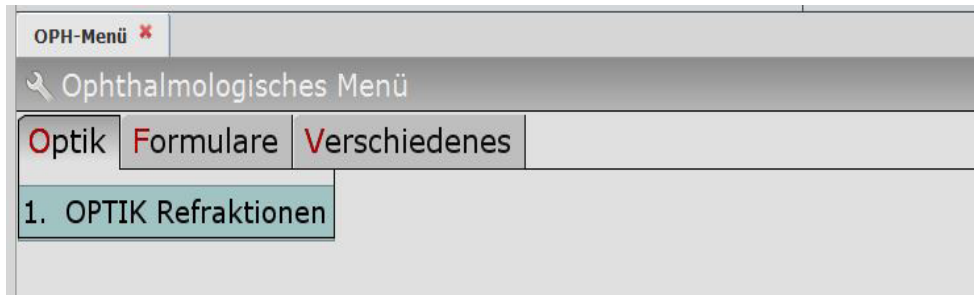 OPH-Menü
Ophthalmologisches Menü
Optik Formulare Verschiedenes
1. OPTIK Refraktionen